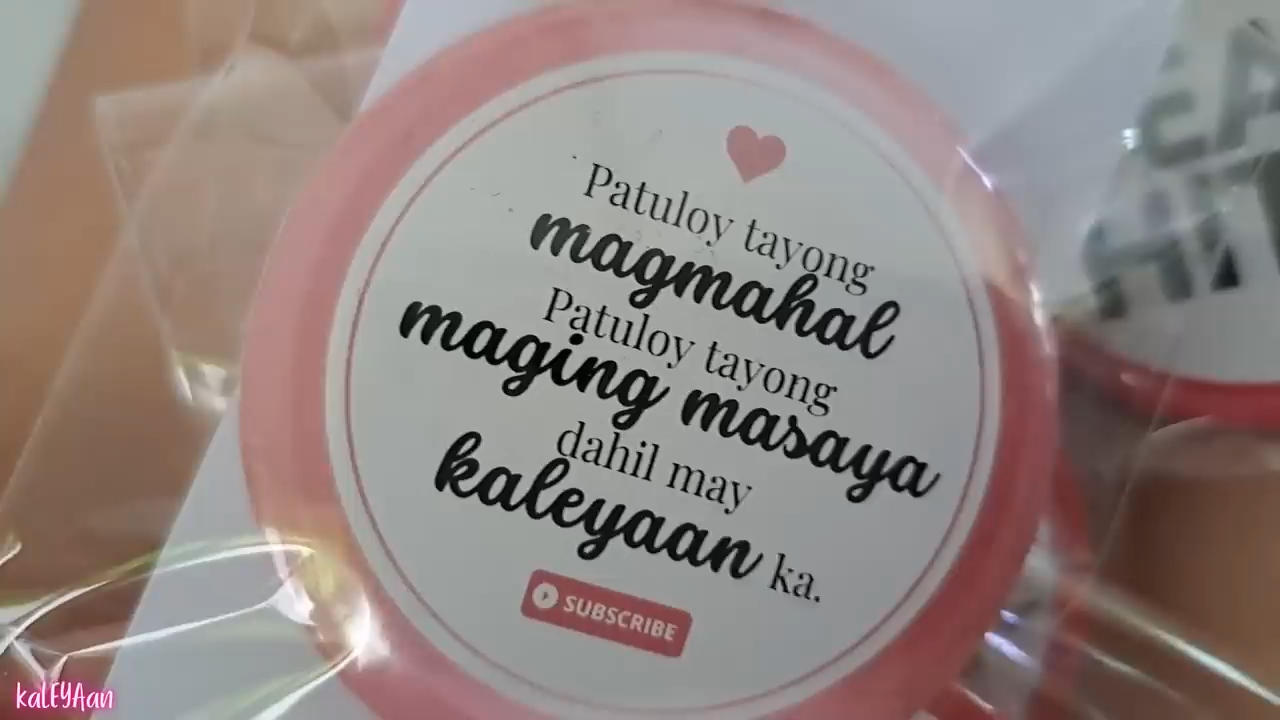 Patuloy tayong
magmahal
Patuloy tayong
maging masaya
dahil may
kaleyaan ka.
SUBSCRIBE
kaLEYAan